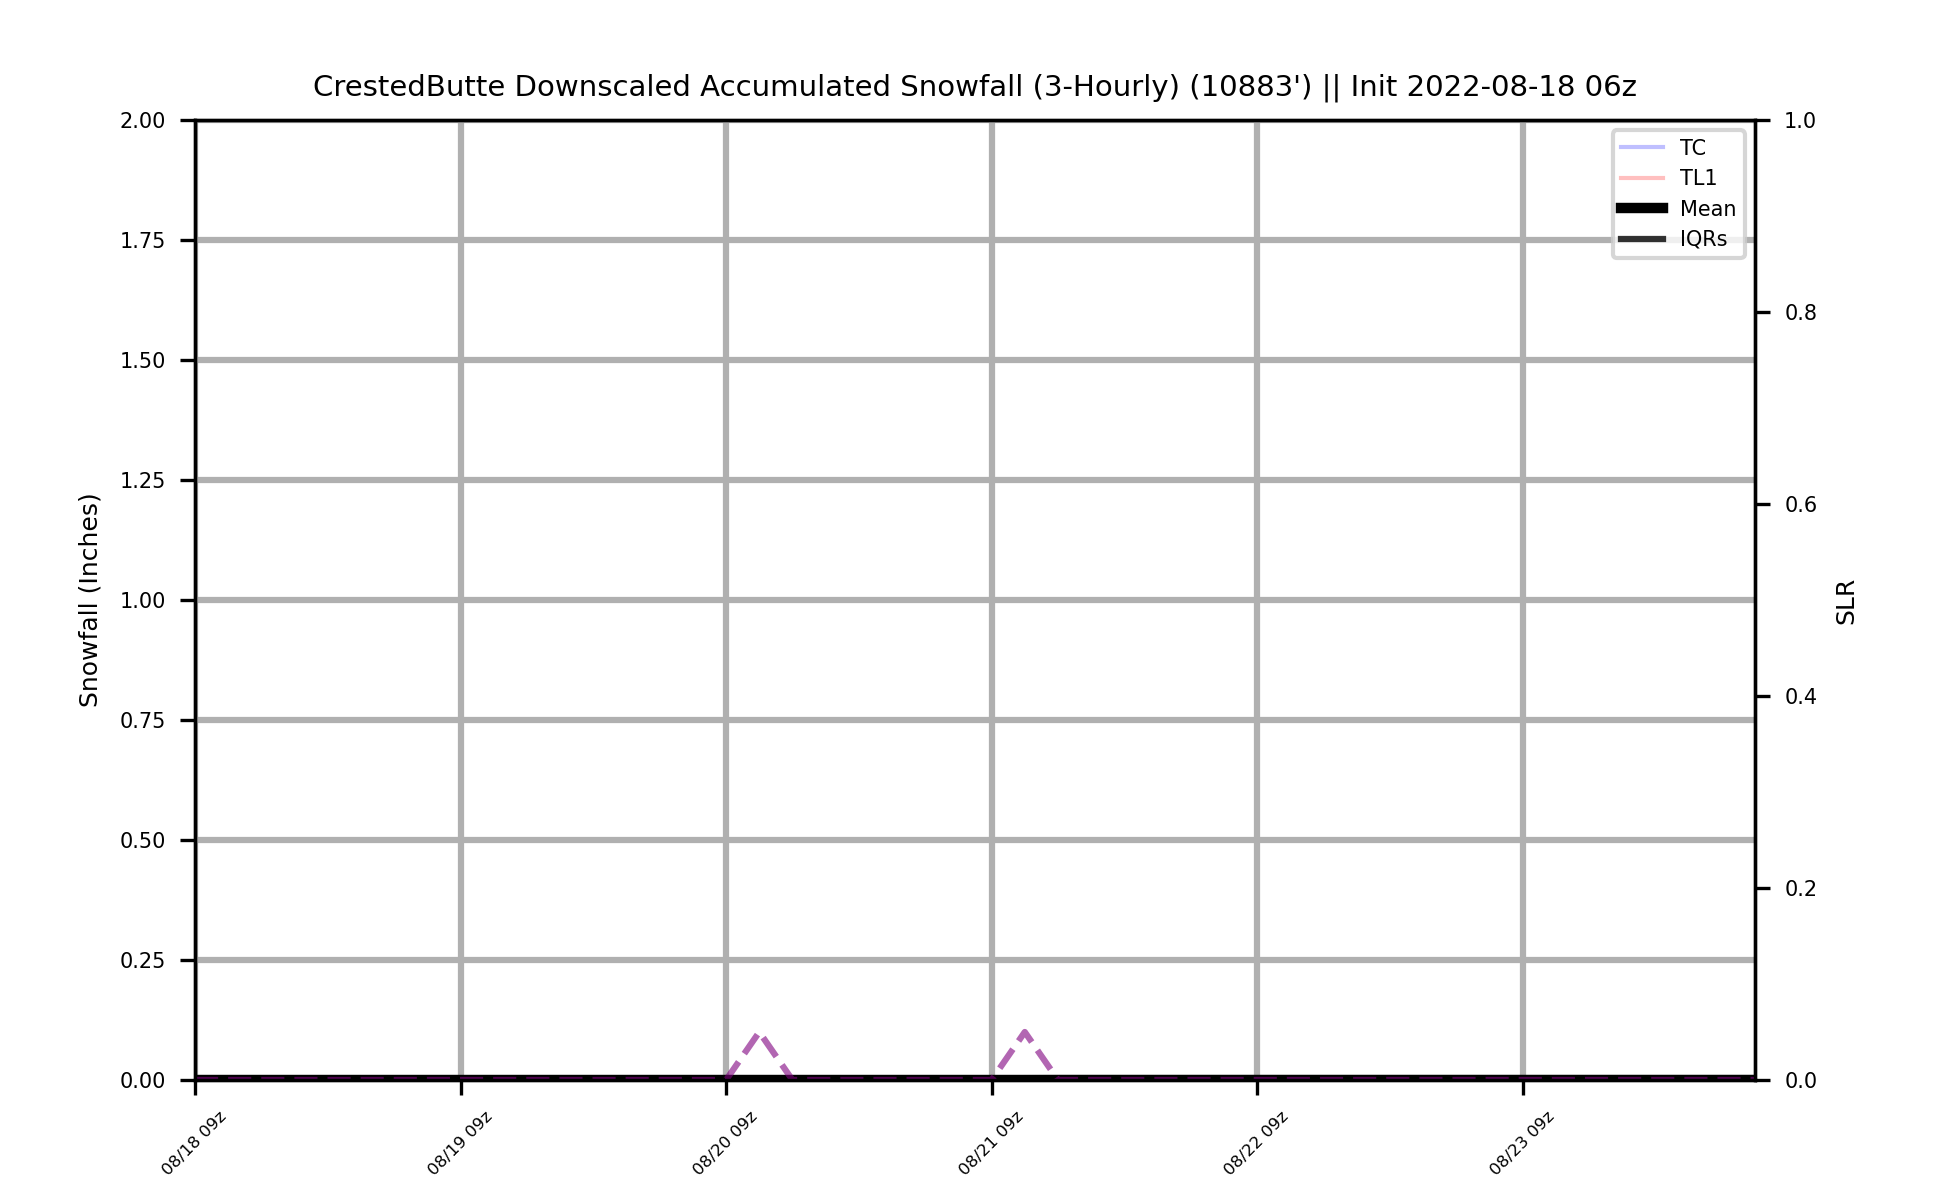 CrestedButte Downscaled Accumulated Snowfall (3-Hourly) (10883') || Init 2022-08-18 06z
2.00
1.75
1.50
1.25
1.00
0.75
0.50
0.25
0.00
Snowfall (Inches)
TC
TL1
Mean
IQRs
1.0
0.8
0.6
0.4
0.2
0.0
SLR
08/18 09z
08/19 09z
08/20 09z
08/21 09z
08/22 09z
08/23 09z